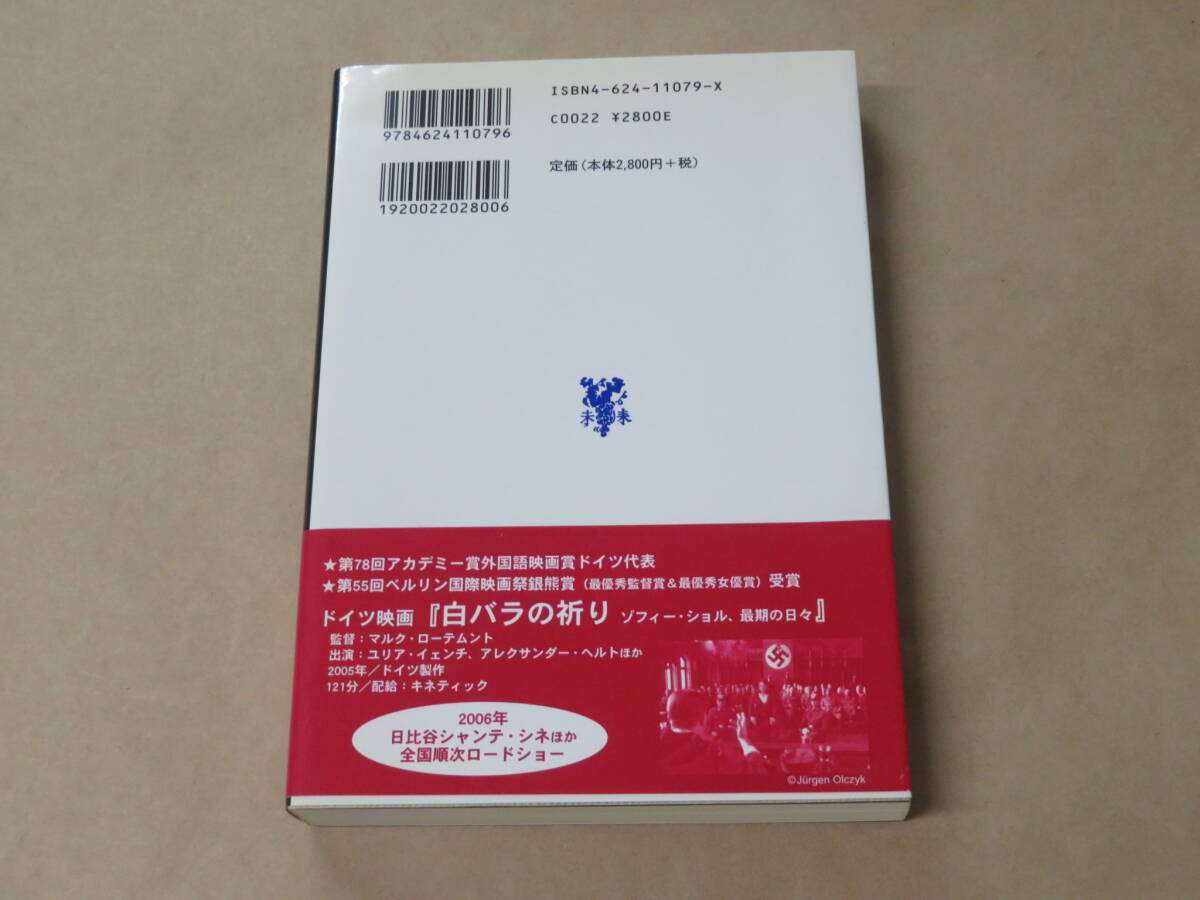 ISBN4-624-11079-X
9784624110796
C0022 ¥2800E
定価(本体2,800円+税)
1920022028006
未来
★第78回アカデミー賞外国語映画賞ドイツ代表
★第55回ベルリン国際映画祭銀熊賞(最優秀監督賞&最優秀女優賞)受賞
ドイツ映画『白バラの祈り ゾフィー・ショル、最期の日々』
監督:マルク・ローテムント
出演:ユリア・イェンチ、アレクサンダー・ヘルトほか
2005年/ドイツ製作
121分/配給:キネティック
2006年
日比谷シャンテ・シネほか
全国順次ロードショー
©Jürgen Olczyk